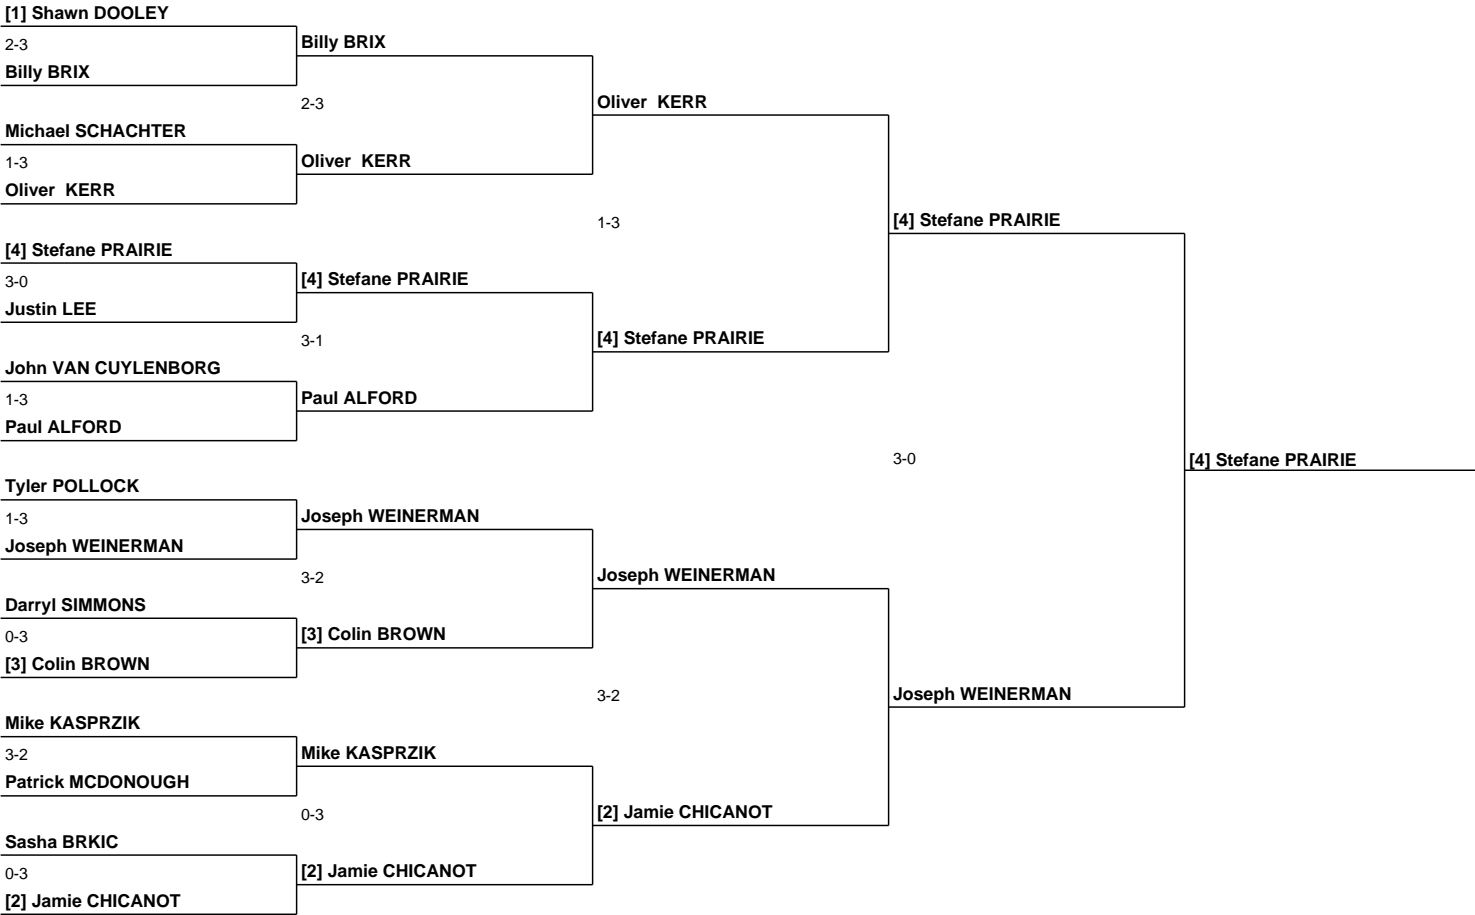 [1] Shawn DOOLEY
2-3
Billy BRIX
Michael SCHACHTER
1-3
Oliver  KERR
[4] Stefane PRAIRIE
3-0
Justin LEE
John VAN CUYLENBORG
1-3
Paul ALFORD
Tyler POLLOCK
1-3
Joseph WEINERMAN
Darryl SIMMONS
0-3
[3] Colin BROWN
Mike KASPRZIK
3-2
Patrick MCDONOUGH
Sasha BRKIC
0-3
[2] Jamie CHICANOT
Billy BRIX
2-3
Oliver  KERR
[4] Stefane PRAIRIE
3-1
Paul ALFORD
Joseph WEINERMAN
3-2
[3] Colin BROWN
Mike KASPRZIK
0-3
[2] Jamie CHICANOT
Oliver  KERR
1-3
[4] Stefane PRAIRIE
Joseph WEINERMAN
3-2
[2] Jamie CHICANOT
[4] Stefane PRAIRIE
3-0
Joseph WEINERMAN
[4] Stefane PRAIRIE